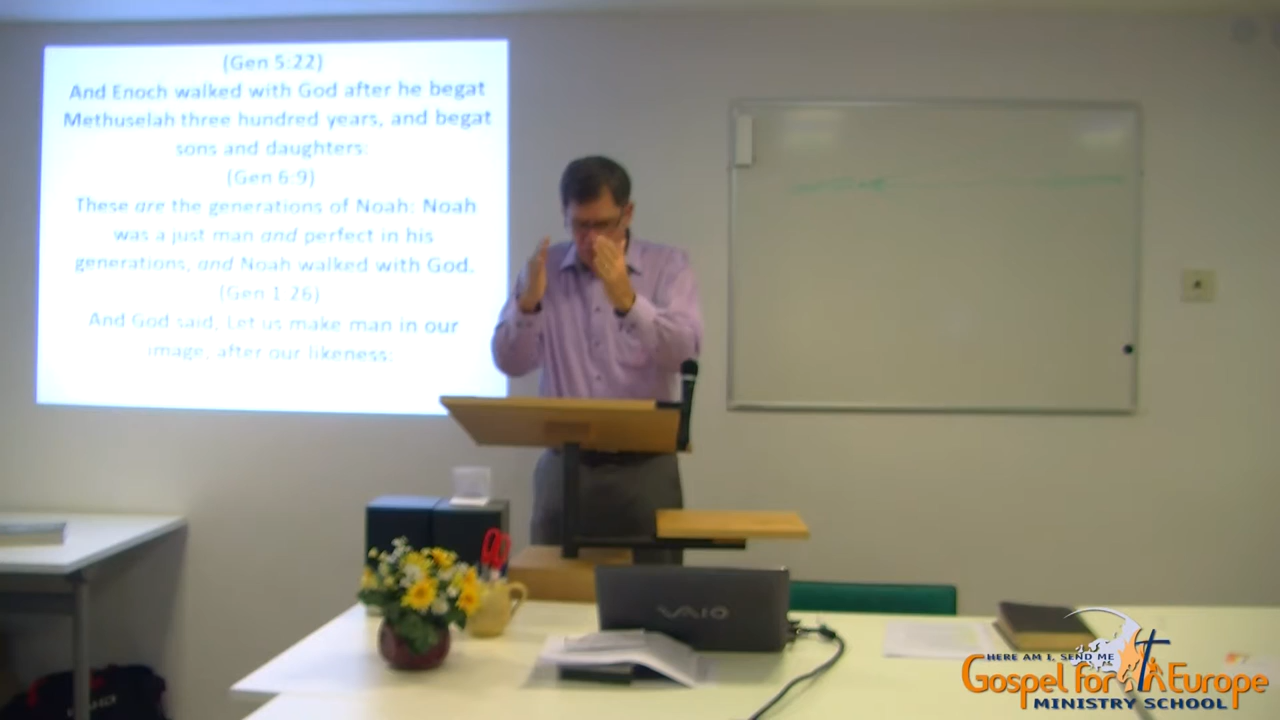 (Gen 5:22)
And Enoch walked with God after he begat
Methuselah three hundred years, and begat
sons and daughters:
(Gen 6:9)
These are the generations of Noah: Noah
was a just man and perfect in his
generations, and Noah walked with God.
(Gen 1:26)
And God said, Let us make man in our
image, after our likeness:
VAIO
HERE AM I, SEND ME
Gospel for Europe
MINISTRY SCHOOL